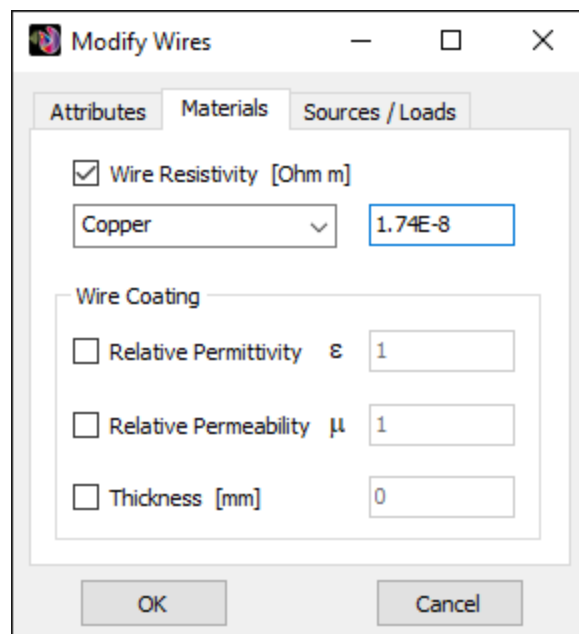 Modify Wires
Attributes Materials Sources / Loads
Wire Resistivity [Ohm m]
Copper 1.74E-8
Wire Coating
Relative Permittivity ε 1
Relative Permeability μ 1
Thickness [mm] 0
OK Cancel